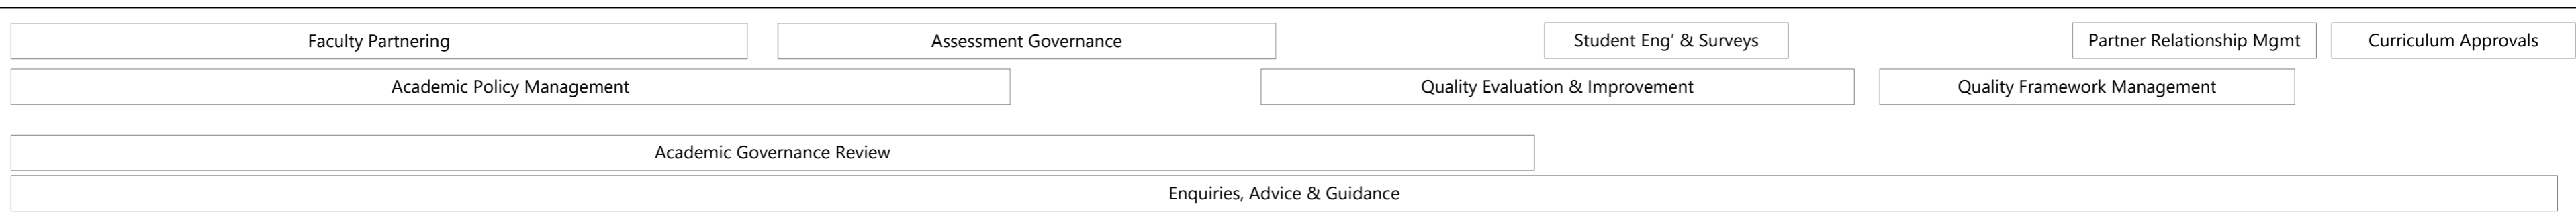 Faculty Partnering
Assessment Governance
Student Eng’ & Surveys
Partner Relationship Mgmt
Curriculum Approvals
Academic Policy Management
Quality Evaluation & Improvement
Quality Framework Management
Academic Governance Review
Enquiries, Advice & Guidance